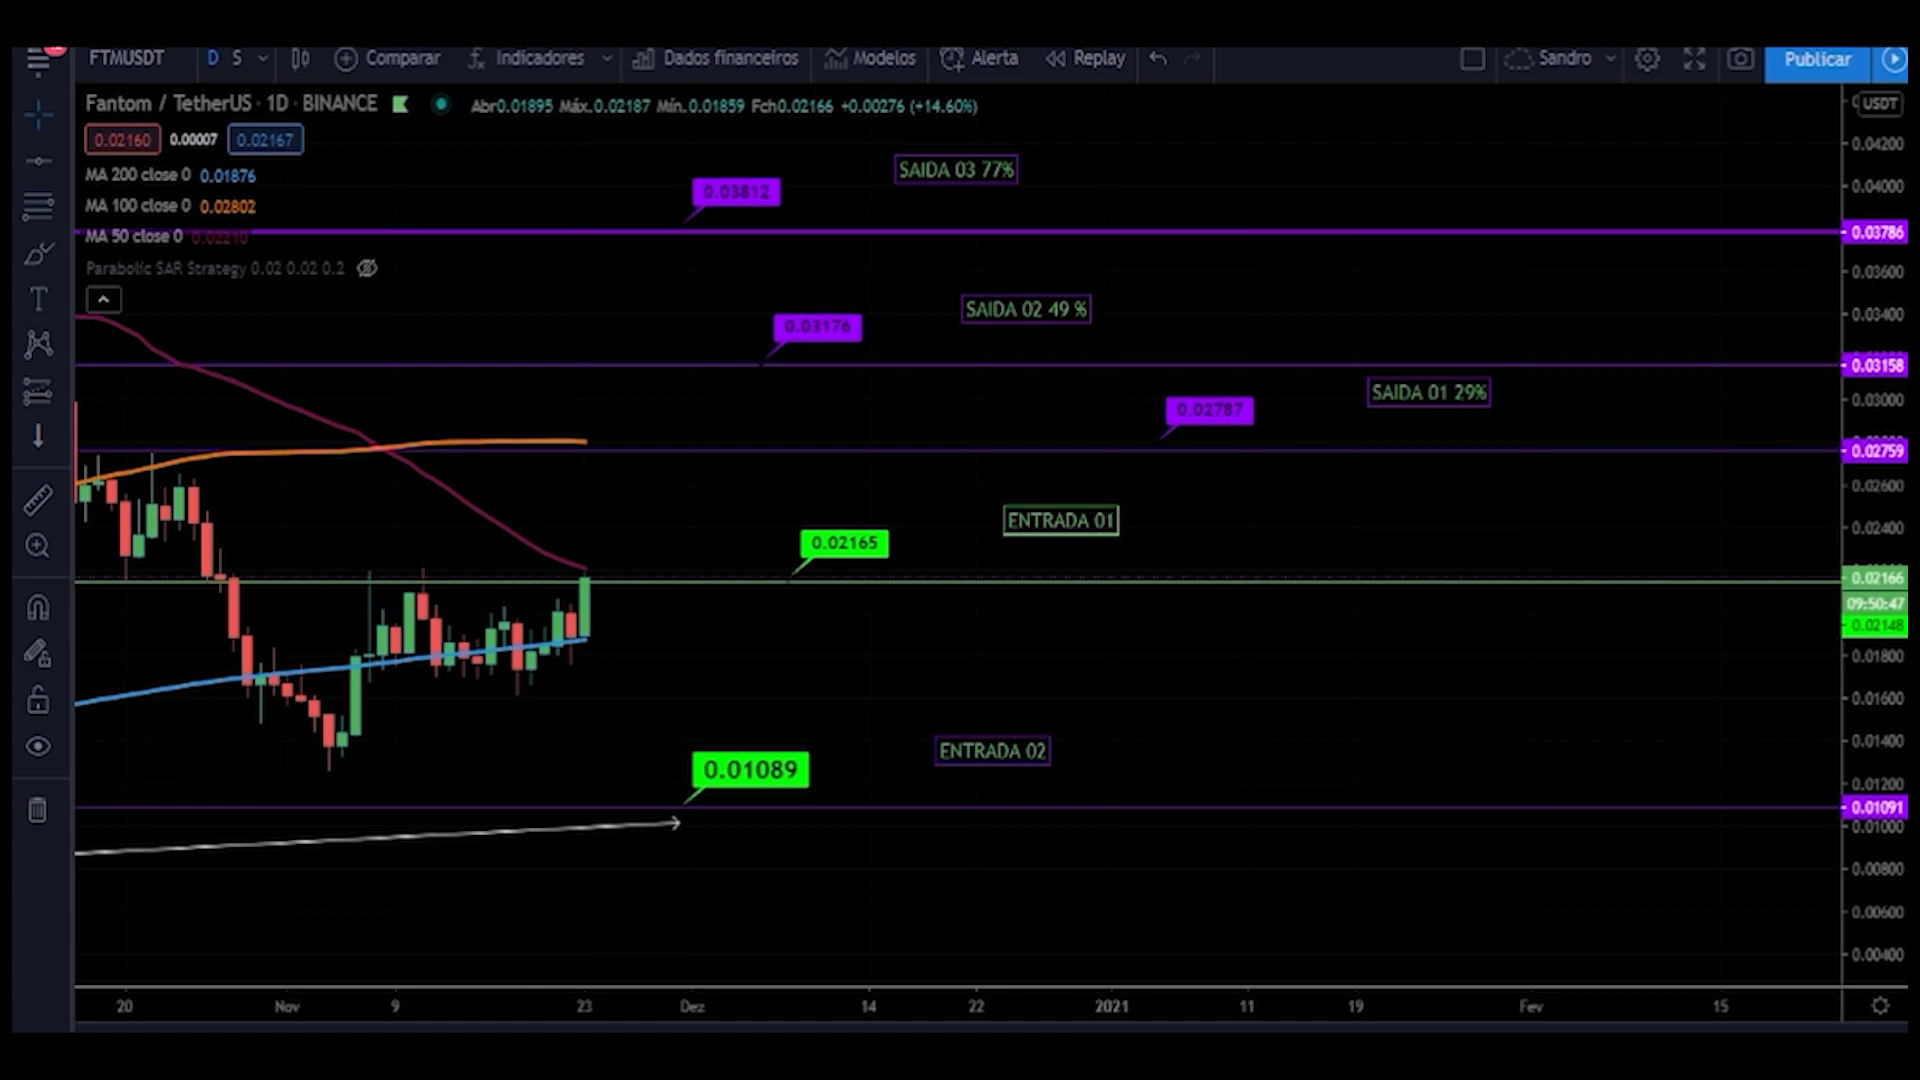 FTMUSDT D S Comparar Indicadores Dados financeiros Modelos Alerta Replay Sandro Publicar
Fantom / TetherUS · 1D · BINANCE Abr0.01895 Máx.0.02187 Mín.0.01859 Fch0.02166 +0.00276 (+14.60%)
USDT
0.02160 0.00007 0.02167
0.04200
SAIDA 03 77%
MA 200 close 0 0.01876
0.03812
0.04000
MA 100 close 0 0.02802
MA 50 close 0 0.02210
0.03786
Parabolic SAR Strategy 0.02 0.02 0.2
0.03600
SAIDA 02 49 %
0.03400
0.03176
0.03158
SAIDA 01 29%
0.03000
0.02787
0.02759
0.02600
ENTRADA 01
0.02400
0.02165
0.02166
09:50:47
0.02148
0.01800
0.01600
ENTRADA 02
0.01400
0.01089
0.01200
0.01091
0.01000
0.00800
0.00600
0.00400
20 Nov 9 23 Dez 14 22 2021 11 19 Fev 15